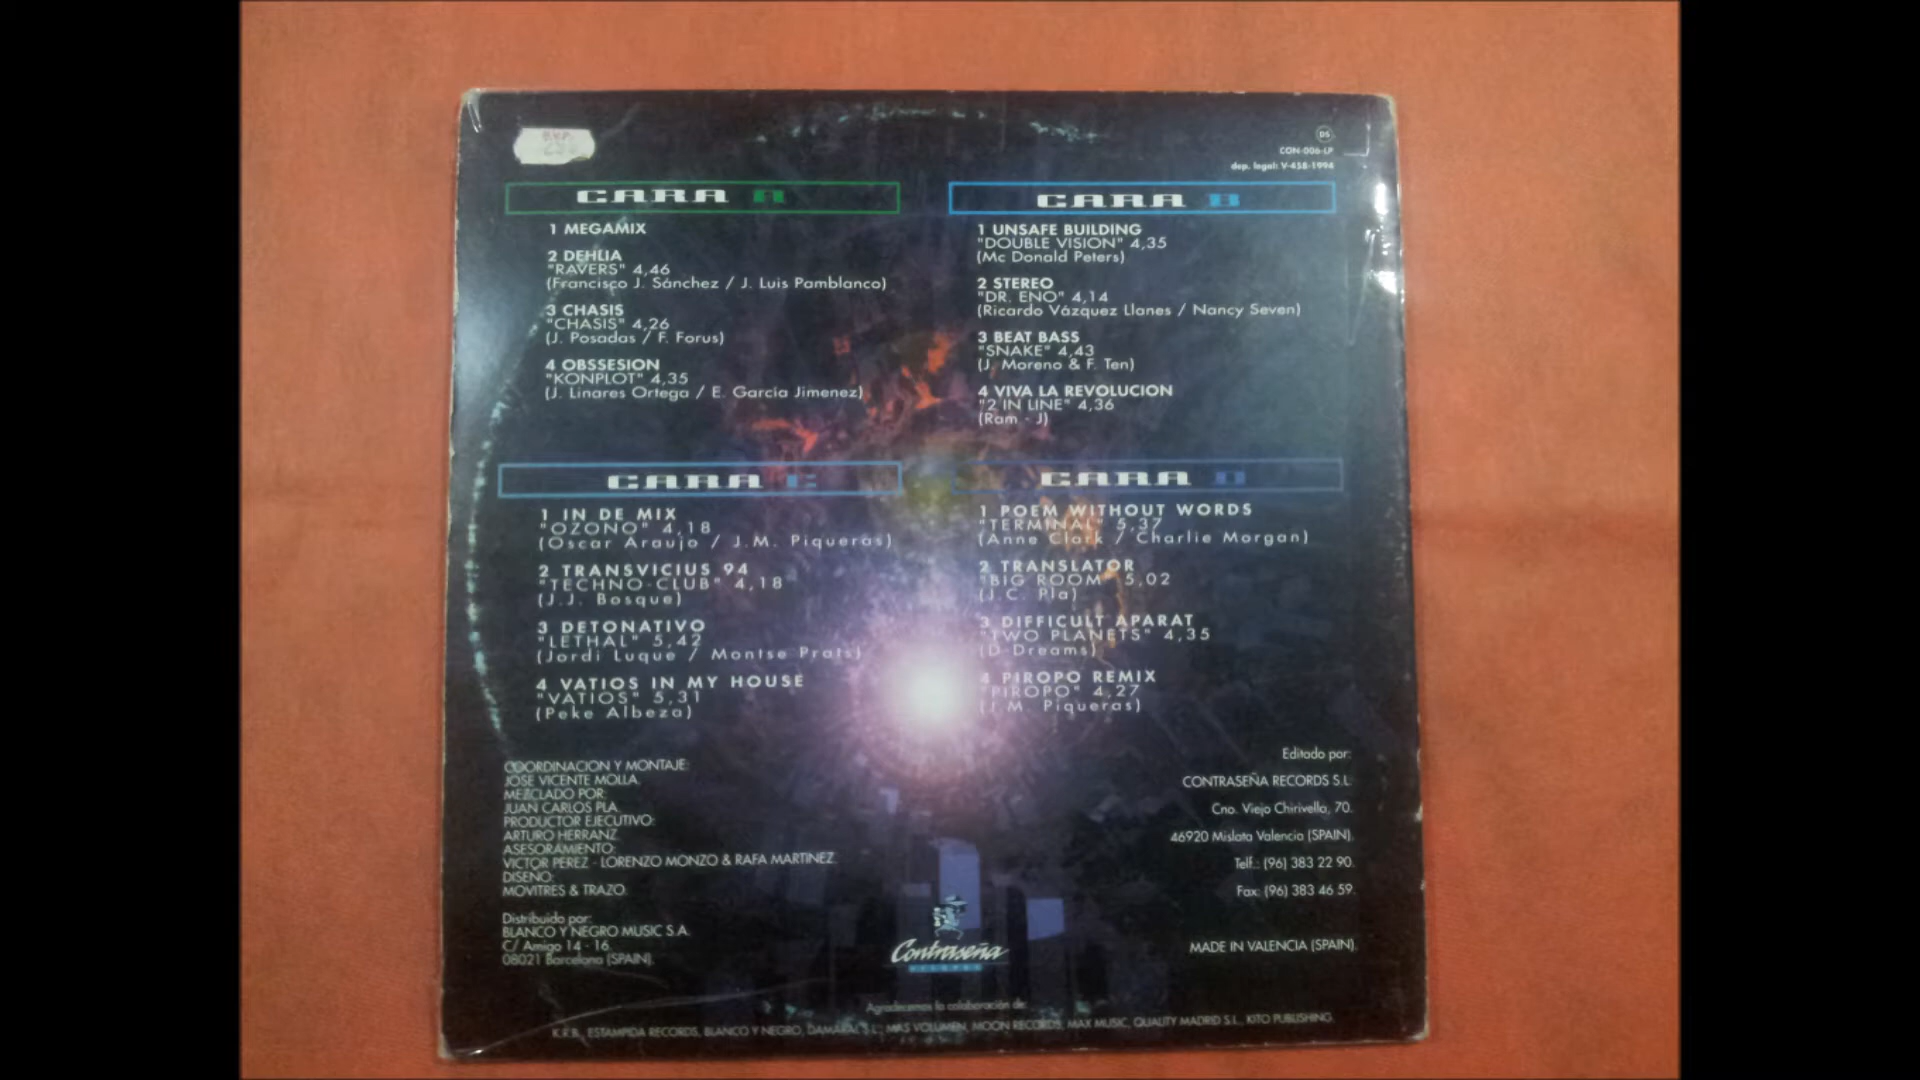 DS
CON-006-LP
dep. legal: V-458-1994
CARA A
1 MEGAMIX
2 DEHLIA
"RAVERS" 4,46
(Francisco J. Sánchez / J. Luis Pamblanco)
3 CHASIS
"CHASIS" 4,26
(J. Posadas / F. Forus)
4 OBSSESION
"KONPLOT" 4,35
(J. Linares Ortega / E. García Jimenez)
CARA B
1 UNSAFE BUILDING
"DOUBLE VISION" 4,35
(Mc Donald Peters)
2 STEREO
"DR. ENO" 4,14
(Ricardo Vázquez Llanes / Nancy Seven)
3 BEAT BASS
"SNAKE" 4,43
(J. Moreno & F. Ten)
4 VIVA LA REVOLUCION
"2 IN LINE" 4,36
(Ram - J)
CARA C
1 IN DE MIX
"OZONO" 4,18
(Oscar Araujo / J.M. Piqueras)
2 TRANSVICIUS 94
"TECHNO-CLUB" 4,18
(J.J. Bosque)
3 DETONATIVO
"LETHAL" 5,42
(Jordi Luque / Montse Prats)
4 VATIOS IN MY HOUSE
"VATIOS" 5,31
(Peke Albeza)
CARA D
1 POEM WITHOUT WORDS
"TERMINAL" 5,37
(Anne Clark / Charlie Morgan)
2 TRANSLATOR
"BIG ROOM" 5,02
(J.C. Pla)
3 DIFFICULT APARAT
"TWO PLANETS" 4,35
(D-Dreams)
4 PIROPO REMIX
"PIROPO" 4,27
(J.M. Piqueras)
COORDINACION Y MONTAJE:
JOSE VICENTE MOLLA.
MEZCLADO POR:
JUAN CARLOS PLA.
PRODUCTOR EJECUTIVO:
ARTURO HERRANZ.
ASESORAMIENTO:
VICTOR PEREZ - LORENZO MONZO & RAFA MARTINEZ.
DISEÑO:
MOVITRES & TRAZO.
Distribuido por:
BLANCO Y NEGRO MUSIC S.A.
C/ Amigo 14 - 16.
08021 Barcelona (SPAIN).
Editado por:
CONTRASEÑA RECORDS S.L.
Cno. Viejo Chirivella, 70.
46920 Mislata Valencia (SPAIN).
Telf.: (96) 383 22 90.
Fax: (96) 383 46 59.
MADE IN VALENCIA (SPAIN).
Contraseña
RECORDS
Agradecemos la colaboración de:
K.R.B., ESTAMPIDA RECORDS, BLANCO Y NEGRO, DAMARAL S.L., MAS VOLUMEN, MOON RECORDS, MAX MUSIC, QUALITY MADRID S.L., KITO PUBLISHING.